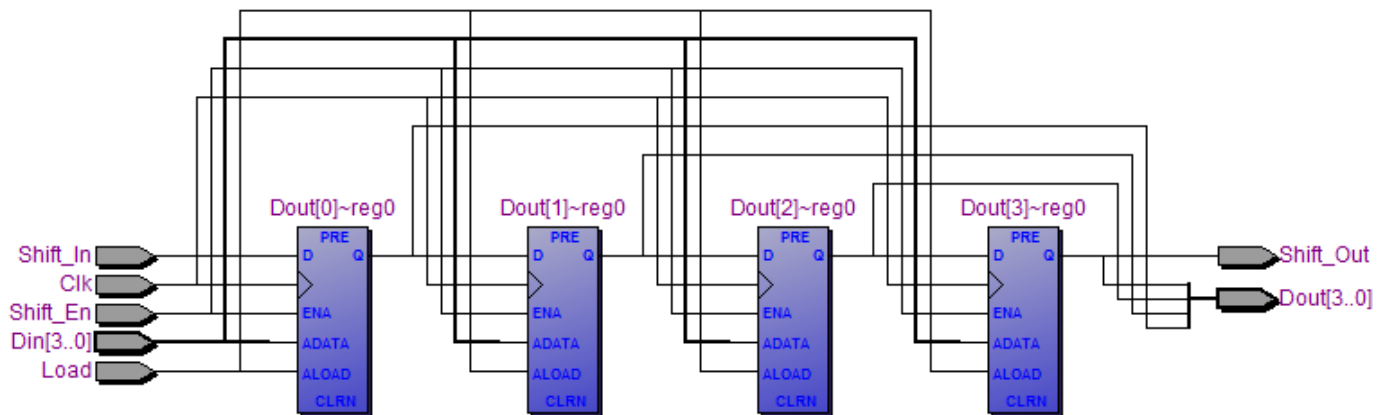 Dout[0]~reg0 Dout[1]~reg0 Dout[2]~reg0 Dout[3]~reg0
PRE PRE PRE PRE
Shift_In D Q D Q D Q D Q Shift_Out
Clk
Dout[3..0]
Shift_En ENA ENA ENA ENA
Din[3..0] ADATA ADATA ADATA ADATA
Load ALOAD ALOAD ALOAD ALOAD
CLRN CLRN CLRN CLRN